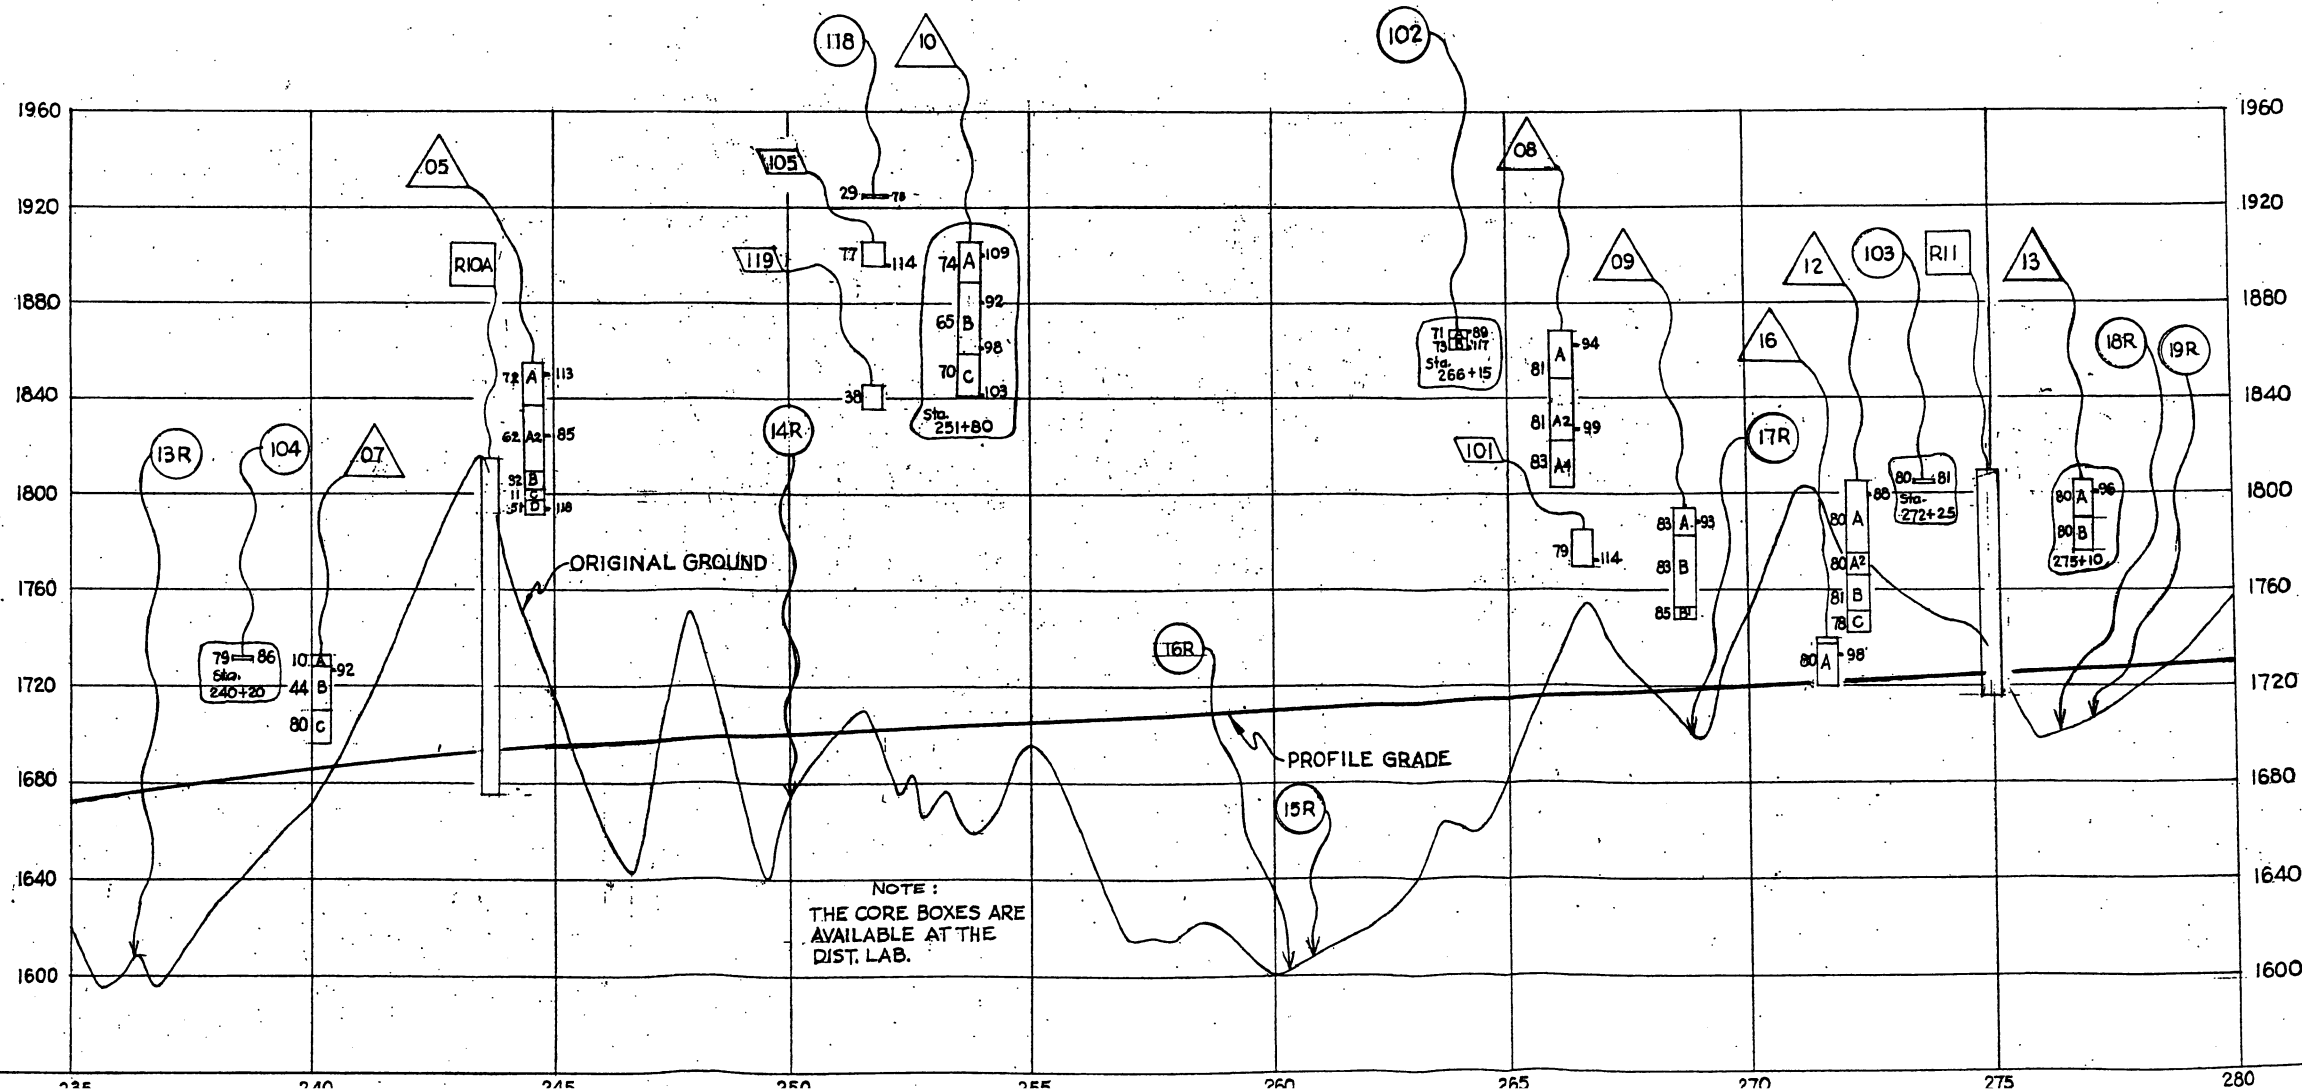 118
10
102
1960
1960
105
05
08
1920
29 78
1920
119
77
114
R10A
74 A 109
09
12
103
R11
13
1880
92
1880
65 B
98
70 C
103
Sta.
251+80
71 A 89
73 B 117
Sta.
266+15
81 A 94
16
18R
19R
72 A 113
1840
38
1840
62 A2 85
81 A2 99
83 A4
14R
13R
104
07
101
17R
32 B
11 C
51 D 118
1800
1800
80 81
Sta.
272+25
80 A 88
80 A 96
80 B
275+10
83 A 93
83 B
85 B1
79 114
80 A2
81 B
78 C
ORIGINAL GROUND
1760
1760
79 86
Sta.
240+20
10 A
92
44 B
80 C
16R
80 A 98
1720
1720
PROFILE GRADE
1680
1680
15R
1640
1640
NOTE:
THE CORE BOXES ARE
AVAILABLE AT THE
DIST. LAB.
1600
1600
235 240 245 250 255 260 265 270 275 280